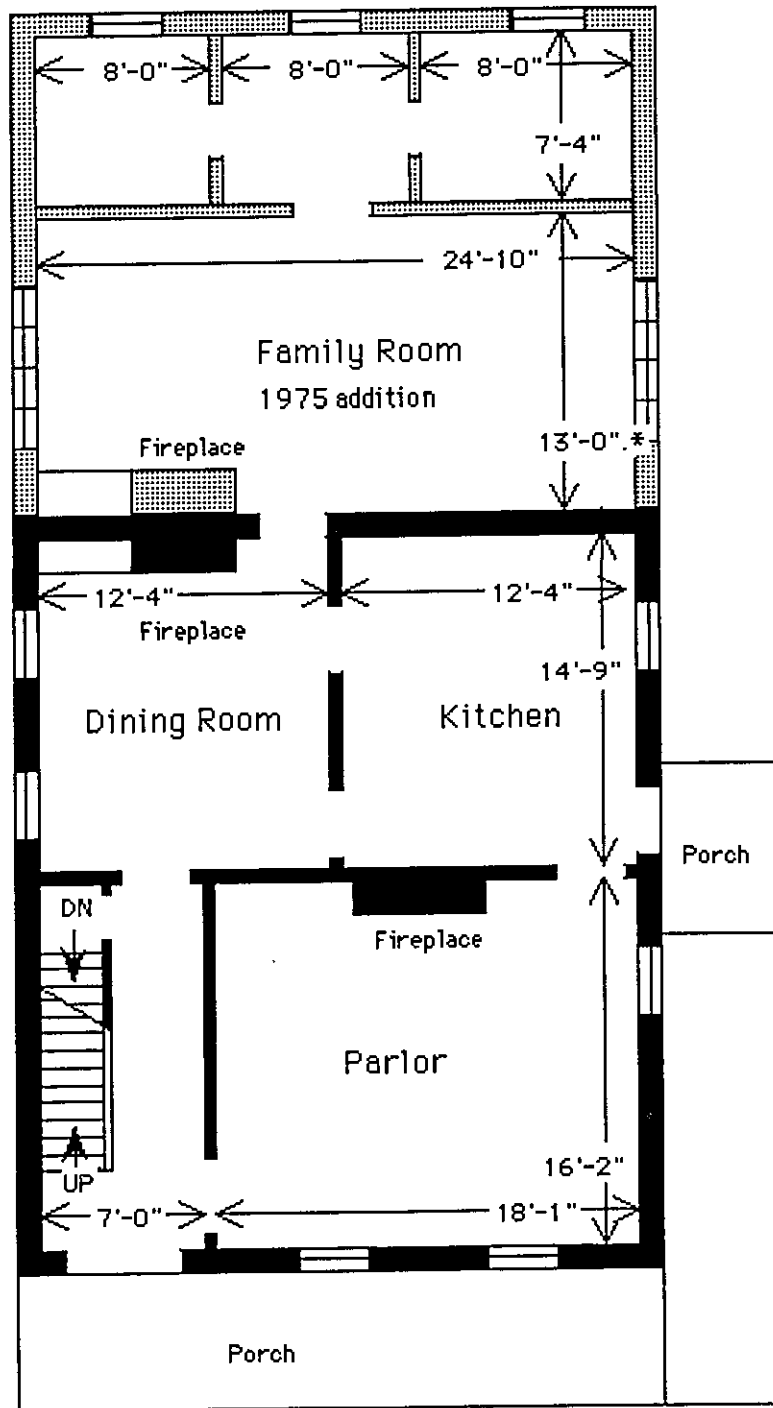 8'-0" 8'-0" 8'-0"
7'-4"
24'-10"
Family Room
1975 addition
13'-0".*
Fireplace
12'-4" 12'-4"
Fireplace
14'-9"
Dining Room Kitchen
Porch
DN
Fireplace
Parlor
16'-2"
UP
7'-0" 18'-1"
Porch